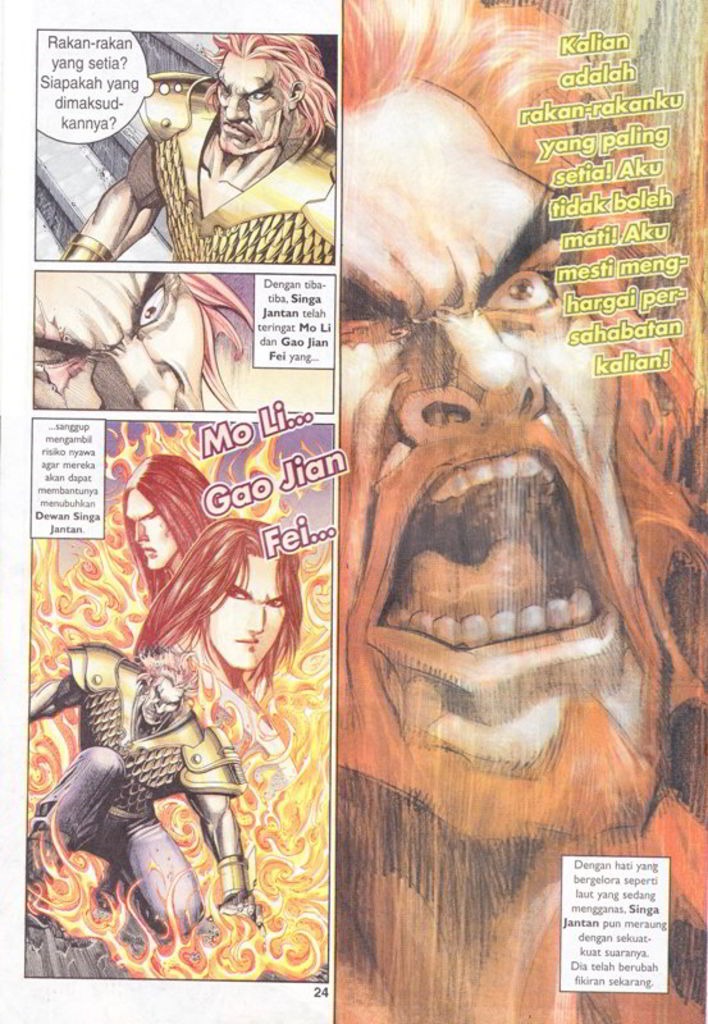 Rakan-rakan
yang setia?
Siapakah yang
dimaksud-
kannya?
Dengan tiba-
tiba, Singa
Jantan telah
teringat Mo Li
dan Gao Jian
Fei yang...
...sanggup
mengambil
risiko nyawa
agar mereka
akan dapat
membantunya
menubuhkan
Dewan Singa
Jantan.
Mo Li...
Gao Jian
Fei...
Kalian
adalah
rakan-rakanku
yang paling
setia! Aku
tidak boleh
mati! Aku
mesti meng-
hargai per-
sahabatan
kalian!
Dengan hati yang
bergelora seperti
laut yang sedang
mengganas, Singa
Jantan pun meraung
dengan sekuat-
kuat suaranya.
Dia telah berubah
fikiran sekarang.
24